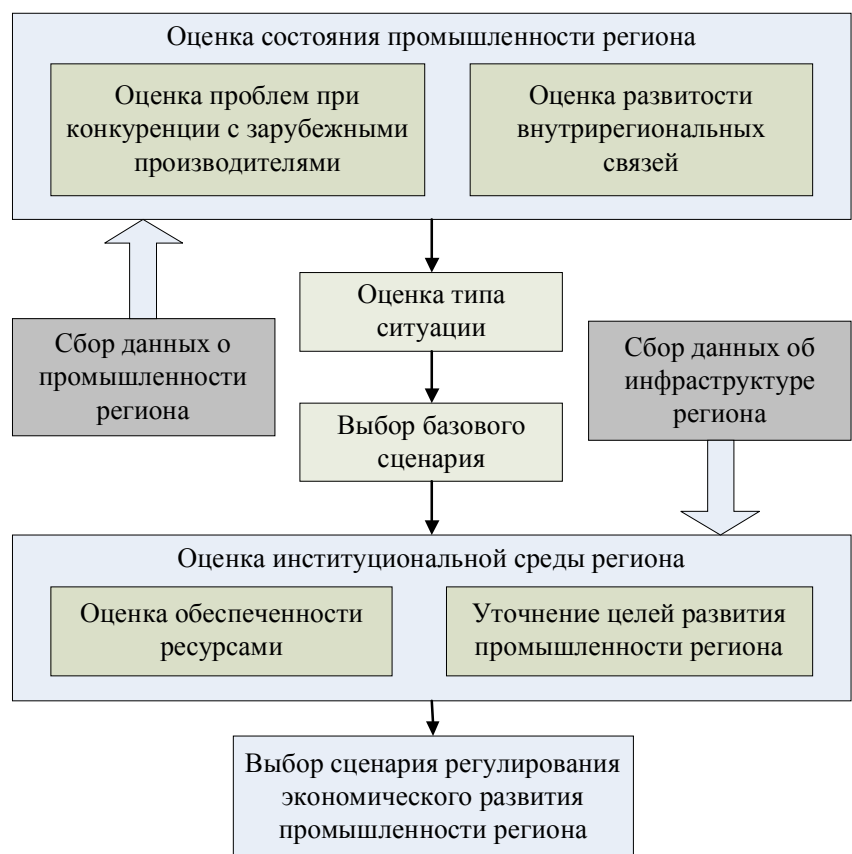 Оценка состояния промышленности региона
Оценка проблем при
конкуренции с зарубежными
производителями
Оценка развитости
внутрирегиональных
связей
Оценка типа
ситуации
Сбор данных о
промышленности
региона
Сбор данных об
инфраструктуре
региона
Выбор базового
сценария
Оценка институциональной среды региона
Оценка обеспеченности
ресурсами
Уточнение целей развития
промышленности региона
Выбор сценария регулирования
экономического развития
промышленности региона